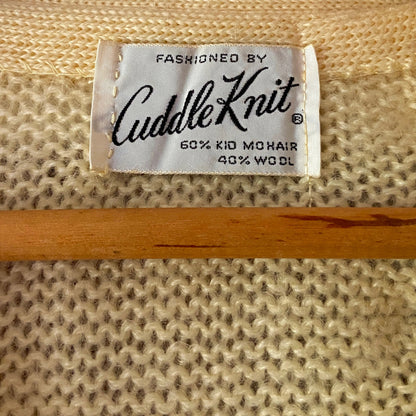 FASHIONED BY
Cuddle Knit ®
60% KID MOHAIR
40% WOOL